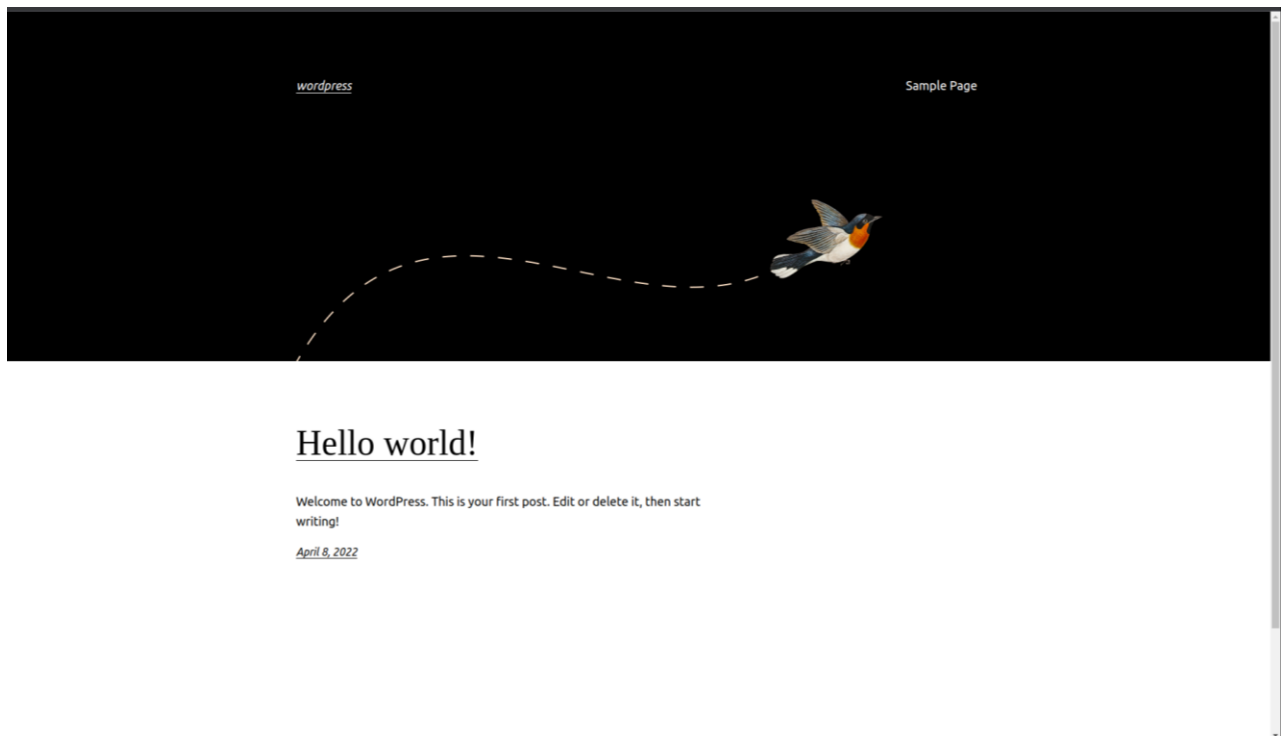 wordpress
Sample Page
Hello world!
Welcome to WordPress. This is your first post. Edit or delete it, then start
writing!
April 8, 2022